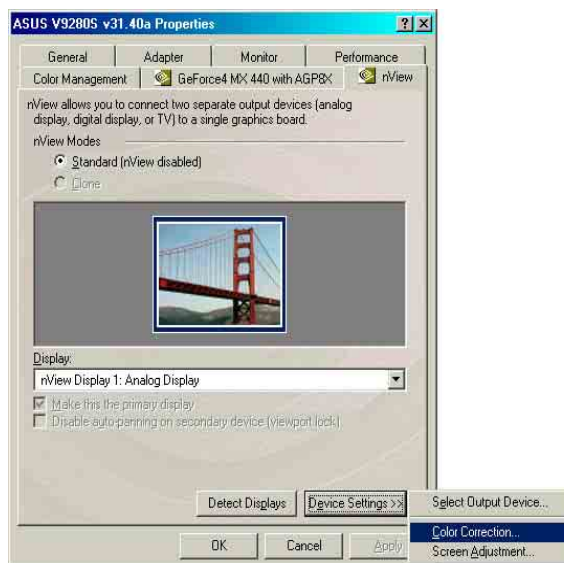 ASUS V9280S v31.40a Properties
General Adapter Monitor Performance
Color Management GeForce4 MX 440 with AGP8X nView
nView allows you to connect two separate output devices (analog
display, digital display, or TV) to a single graphics board.
nView Modes
Standard (nView disabled)
Clone
Display:
nView Display 1: Analog Display
Make this the primary display
Disable auto-panning on secondary device (viewport lock)
Detect Displays Device Settings >>
Select Output Device...
Color Correction...
Screen Adjustment...
OK Cancel Apply